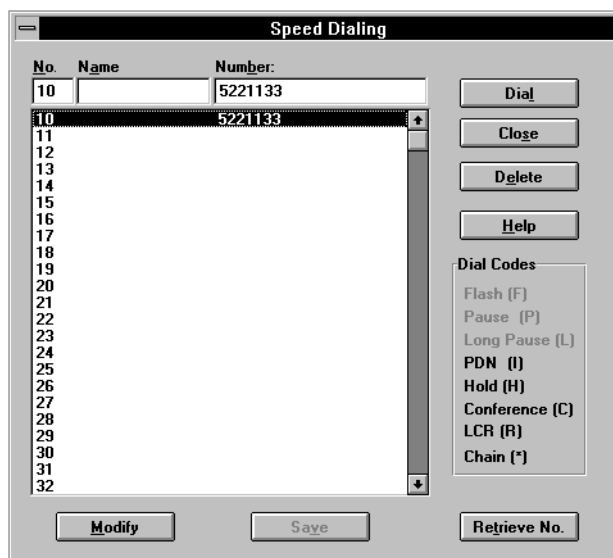 Speed Dialing
No. Name Number:
10 5221133
10 5221133
11
12
13
14
15
16
17
18
19
20
21
22
23
24
25
26
27
28
29
30
31
32
Dial
Close
Delete
Help
Dial Codes
Flash (F)
Pause (P)
Long Pause (L)
PDN (I)
Hold (H)
Conference (C)
LCR (R)
Chain (*)
Modify Save Retrieve No.